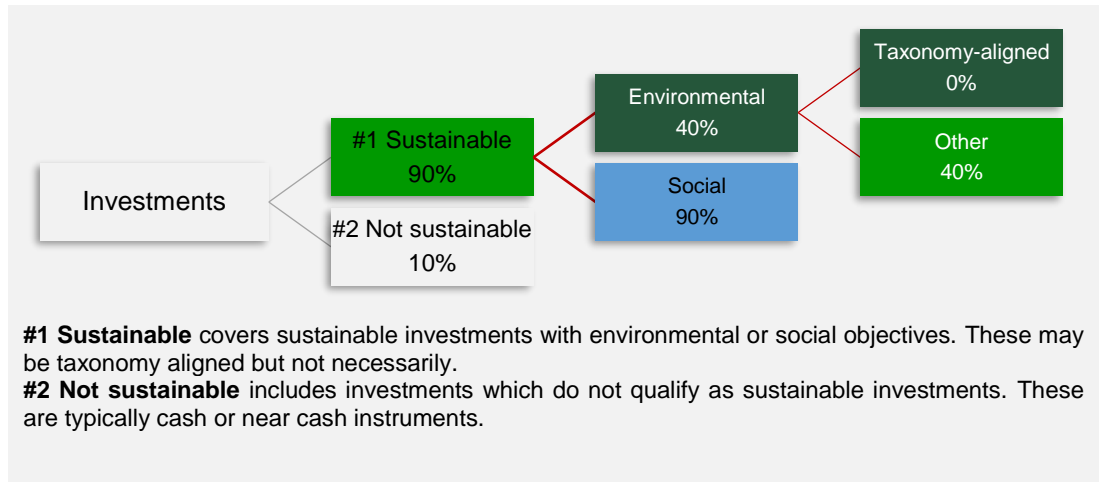 Investments
#1 Sustainable
90%
#2 Not sustainable
10%
Environmental
40%
Social
90%
Taxonomy-aligned
0%
Other
40%
#1 Sustainable covers sustainable investments with environmental or social objectives. These may
be taxonomy aligned but not necessarily.
#2 Not sustainable includes investments which do not qualify as sustainable investments. These
are typically cash or near cash instruments.